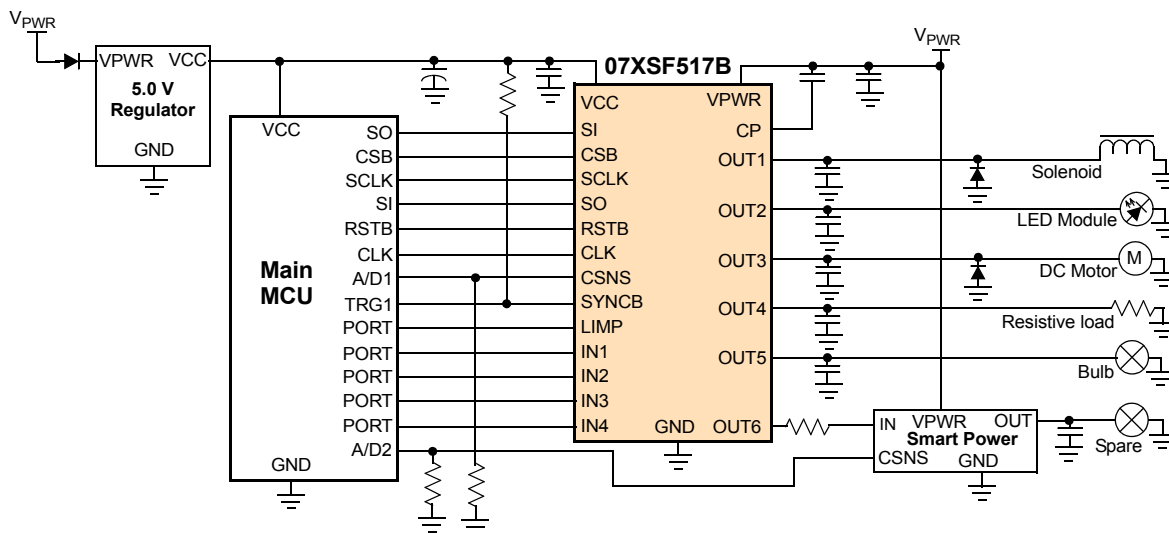 VPWR
VPWR VCC
5.0 V
Regulator
GND
VCC
SO
CSB
SCLK
SI
RSTB
CLK
A/D1
TRG1
PORT
PORT
PORT
PORT
PORT
A/D2
Main
MCU
GND
07XSF517B
VCC
SI
CSB
SCLK
SO
RSTB
CLK
CSNS
SYNCB
LIMP
IN1
IN2
IN3
IN4
GND
VPWR
CP
OUT1
OUT2
OUT3
OUT4
OUT5
OUT6
VPWR
Solenoid
LED Module
M
DC Motor
Resistive load
Bulb
IN VPWR OUT
Smart Power
CSNS GND
Spare